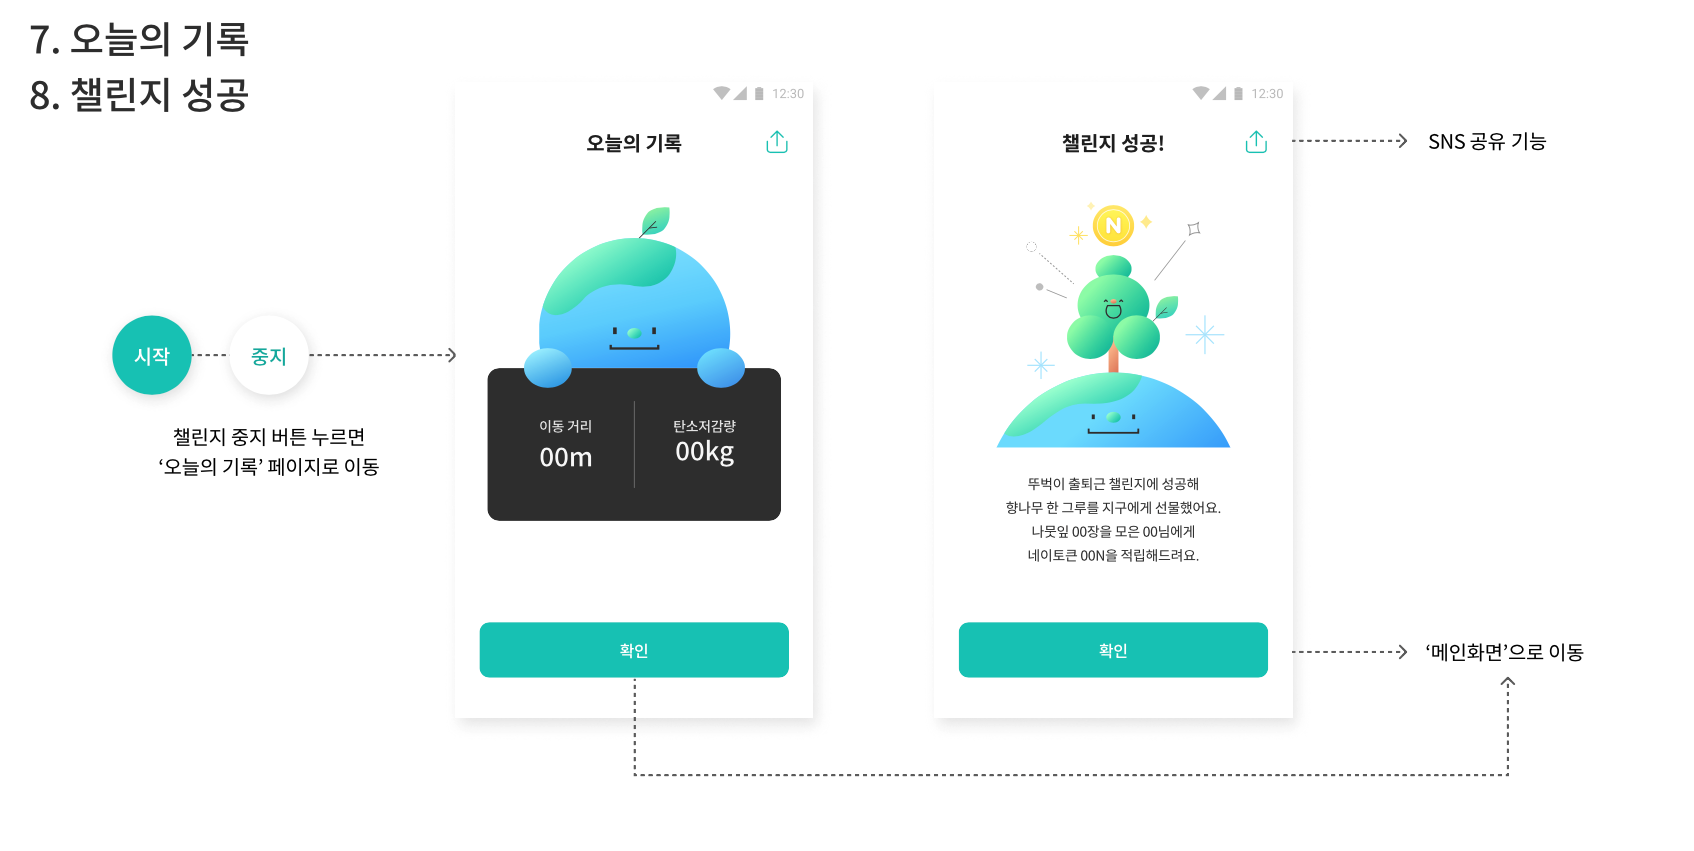 7. 오늘의 기록
8. 챌린지 성공
시작
중지
챌린지 중지 버튼 누르면
‘오늘의 기록’ 페이지로 이동
12:30
오늘의 기록
이동 거리
00m
탄소저감량
00kg
확인
12:30
챌린지 성공!
N
뚜벅이 출퇴근 챌린지에 성공해
향나무 한 그루를 지구에게 선물했어요.
나뭇잎 00장을 모은 00님에게
네이토큰 00N을 적립해드려요.
확인
SNS 공유 기능
‘메인화면’으로 이동